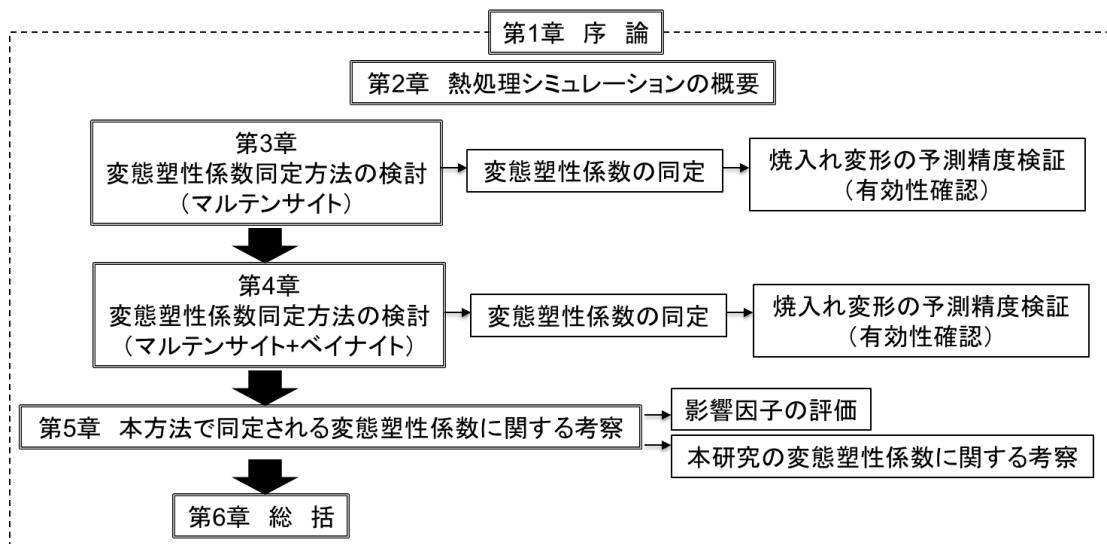 第1章 序 論
第2章 熱処理シミュレーションの概要
第3章
変態塑性係数同定方法の検討
(マルテンサイト)
変態塑性係数の同定
焼入れ変形の予測精度検証
(有効性確認)
第4章
変態塑性係数同定方法の検討
(マルテンサイト+ベイナイト)
変態塑性係数の同定
焼入れ変形の予測精度検証
(有効性確認)
第5章 本方法で同定される変態塑性係数に関する考察
影響因子の評価
本研究の変態塑性係数に関する考察
第6章 総 括